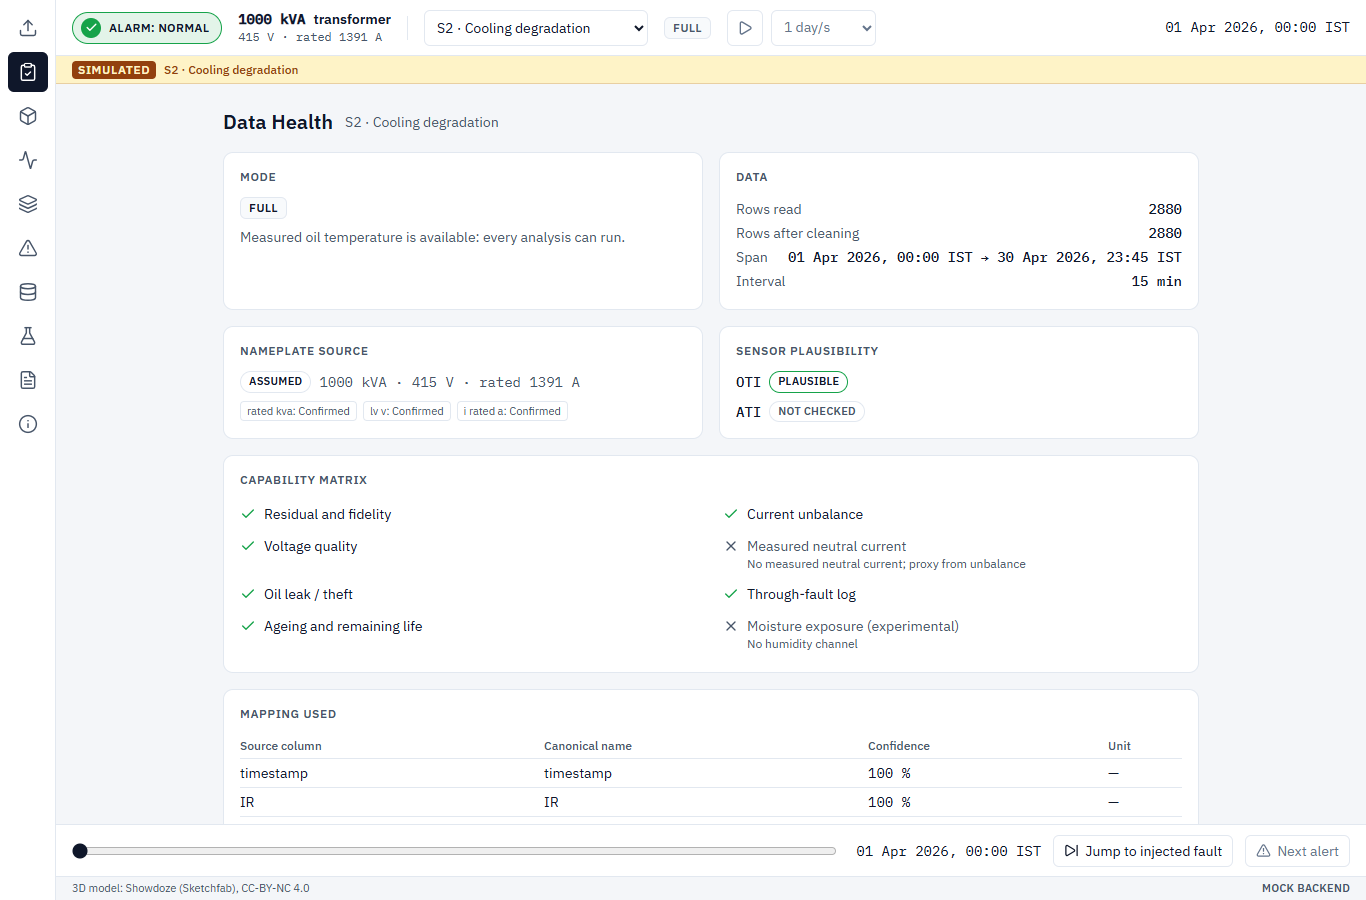 ALARM: NORMAL
1000 kVA transformer
415 V · rated 1391 A
S2 · Cooling degradation
FULL
1 day/s
01 Apr 2026, 00:00 IST
SIMULATED S2 · Cooling degradation
Data Health S2 · Cooling degradation
MODE
FULL
Measured oil temperature is available: every analysis can run.
DATA
Rows read 2880
Rows after cleaning 2880
Span 01 Apr 2026, 00:00 IST → 30 Apr 2026, 23:45 IST
Interval 15 min
NAMEPLATE SOURCE
ASSUMED 1000 kVA · 415 V · rated 1391 A
rated kva: Confirmed lv v: Confirmed i rated a: Confirmed
SENSOR PLAUSIBILITY
OTI PLAUSIBLE
ATI NOT CHECKED
CAPABILITY MATRIX
Residual and fidelity
Current unbalance
Voltage quality
Measured neutral current
No measured neutral current; proxy from unbalance
Oil leak / theft
Through-fault log
Ageing and remaining life
Moisture exposure (experimental)
No humidity channel
MAPPING USED
Source column Canonical name Confidence Unit
timestamp timestamp 100 % —
IR IR 100 % —
01 Apr 2026, 00:00 IST
Jump to injected fault
Next alert
3D model: Showdoze (Sketchfab), CC-BY-NC 4.0
MOCK BACKEND